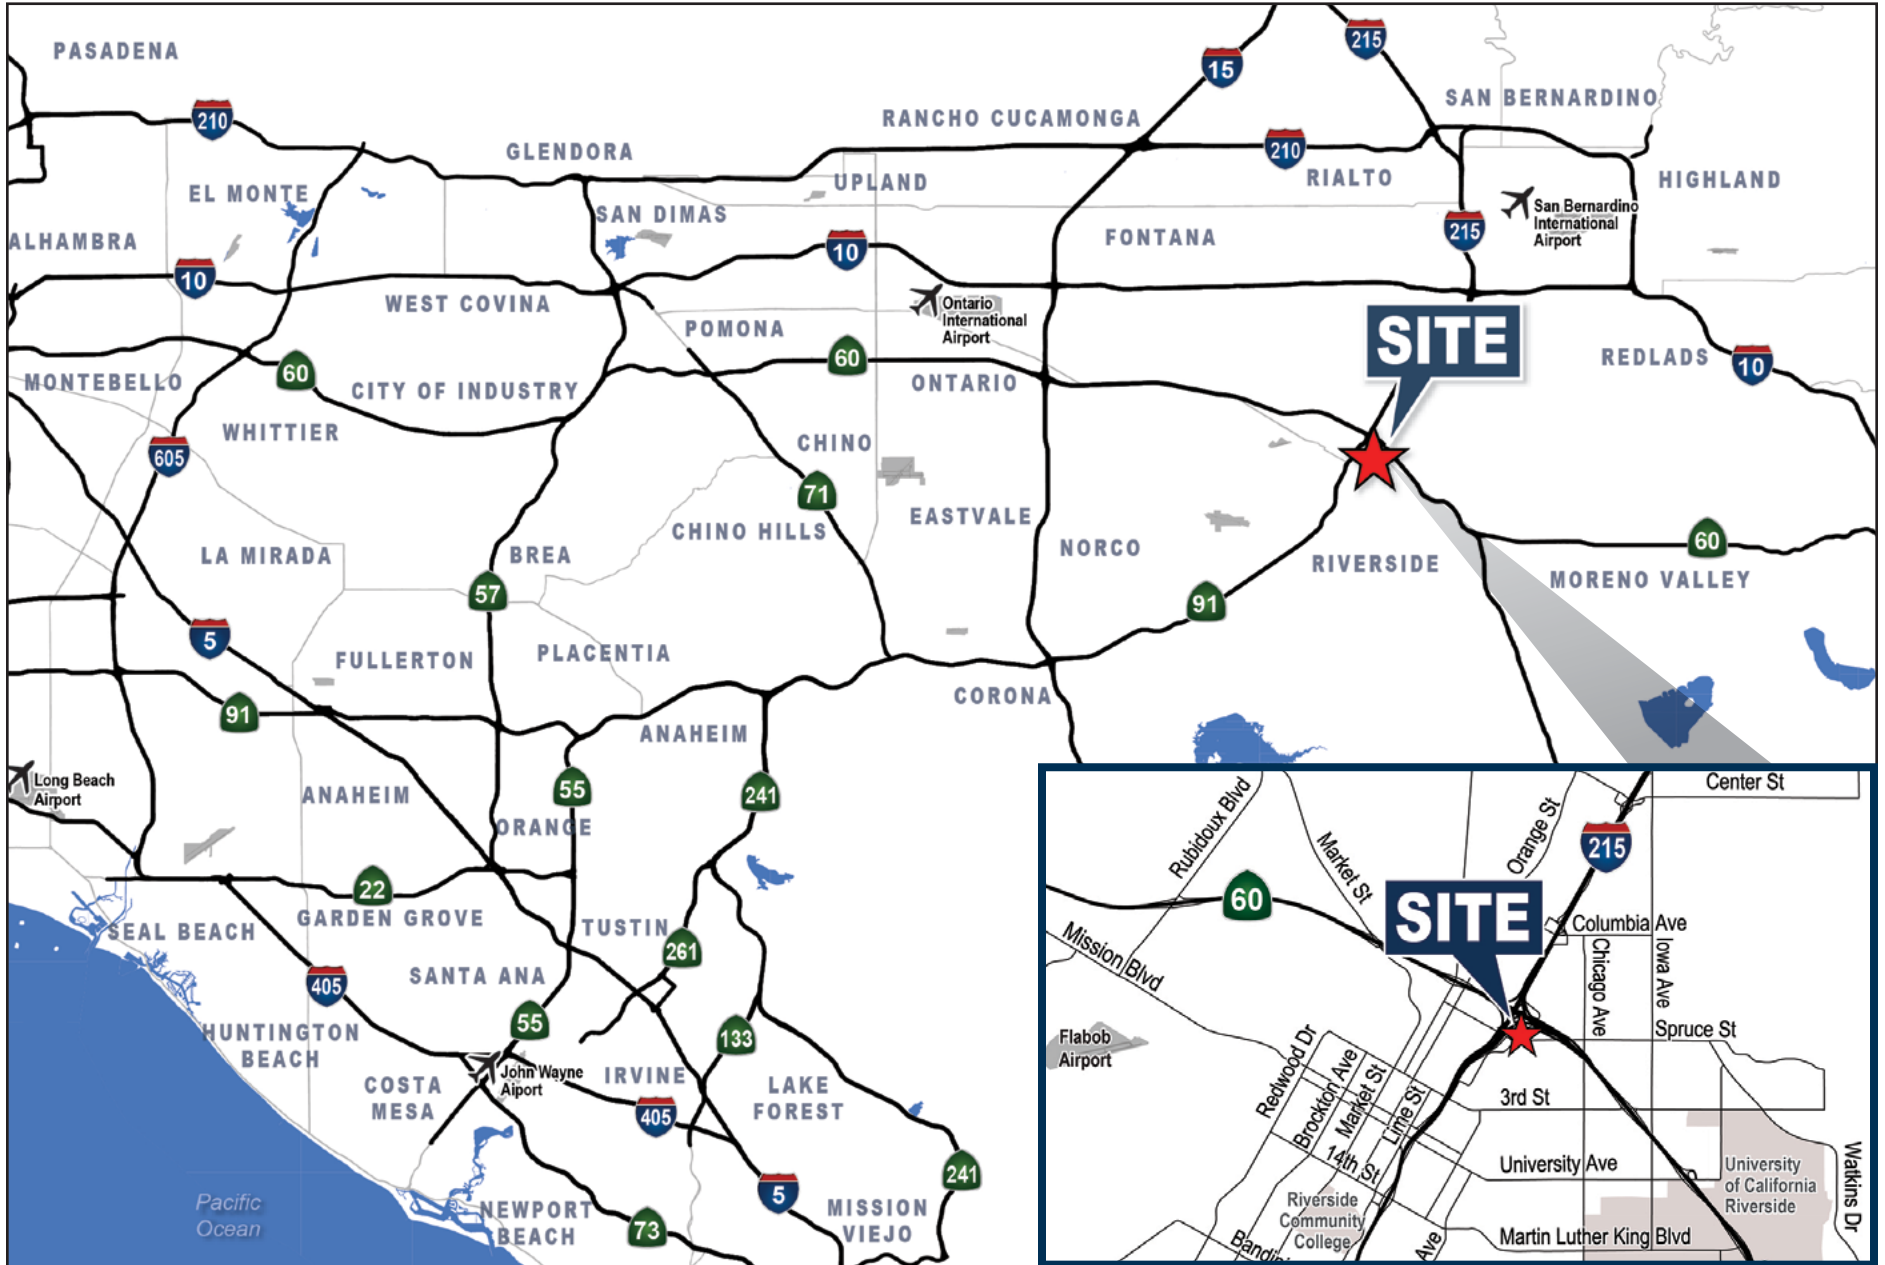 PASADENA
210
15
215
SAN BERNARDINO
RANCHO CUCAMONGA
210
GLENDORA
EL MONTE
UPLAND
RIALTO
HIGHLAND
SAN DIMAS
San Bernardino
International
Airport
215
ALHAMBRA
10
10
FONTANA
WEST COVINA
Ontario
International
Airport
POMONA
SITE
60
60
REDLADS
10
MONTEBELLO
CITY OF INDUSTRY
ONTARIO
WHITTIER
CHINO
605
71
EASTVALE
CHINO HILLS
NORCO
60
LA MIRADA
BREA
RIVERSIDE
MORENO VALLEY
57
91
5
FULLERTON
PLACENTIA
CORONA
91
ANAHEIM
Long Beach
Airport
ANAHEIM
55
241
ORANGE
22
GARDEN GROVE
SEAL BEACH
TUSTIN
261
SANTA ANA
405
55
133
HUNTINGTON
BEACH
John Wayne
Aiport
COSTA
MESA
IRVINE
405
LAKE
FOREST
241
5
Pacific
Ocean
NEWPORT
BEACH
73
MISSION
VIEJO
Center St
Rubidoux Blvd
Market St
Orange St
215
60
SITE
Columbia Ave
Mission Blvd
Chicago Ave
Iowa Ave
Spruce St
Flabob
Airport
Redwood Dr
Brockton Ave
Market St
Lime St
3rd St
14th St
University Ave
University
of California
Riverside
Watkins Dr
Riverside
Community
College
Martin Luther King Blvd
Bandini
Ave